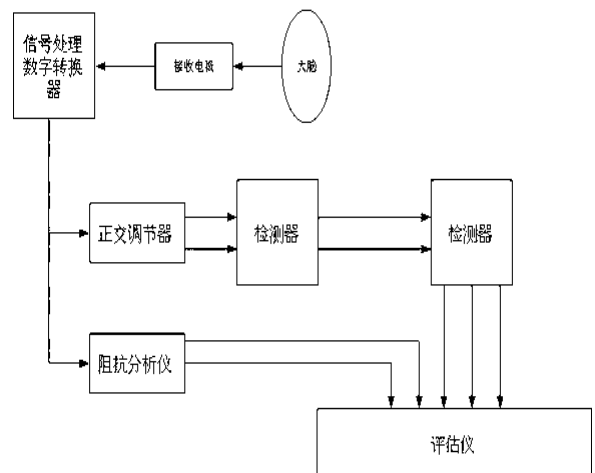 信号处理
数字转换
器
接收电磁
大脑
正交调节器
检测器
检测器
阻抗分析仪
评估仪